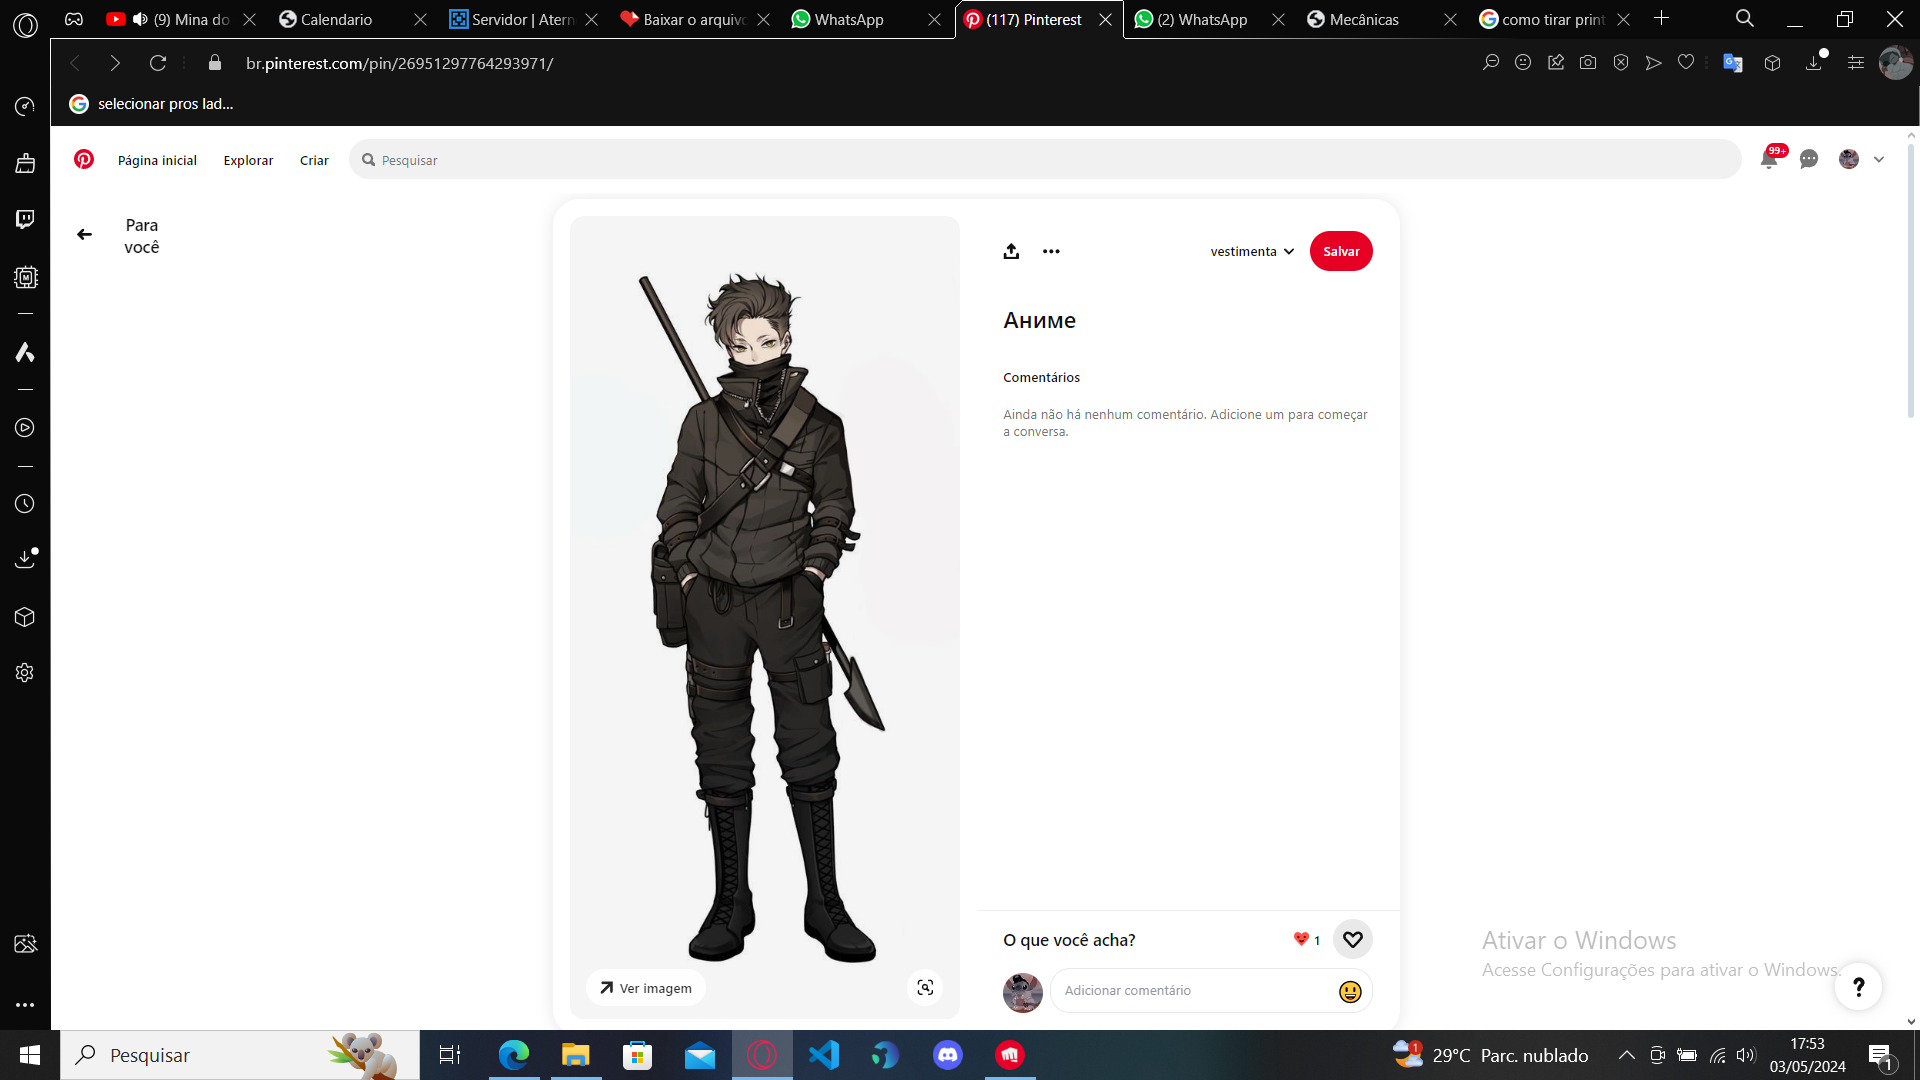 (9) Mina do
Calendario
Servidor | Atern
Baixar o arquivo
WhatsApp
(117) Pinterest
(2) WhatsApp
Mecânicas
como tirar print
br.pinterest.com/pin/26951297764293971/
selecionar pros lad...
Página inicial
Explorar
Criar
Pesquisar
99+
Para
você
vestimenta
Salvar
Аниме
Comentários
Ainda não há nenhum comentário. Adicione um para começar
a conversa.
O que você acha?
1
Ver imagem
Adicionar comentário
Ativar o Windows
Acesse Configurações para ativar o Windows.
?
Pesquisar
1
29°C Parc. nublado
17:53
03/05/2024
1